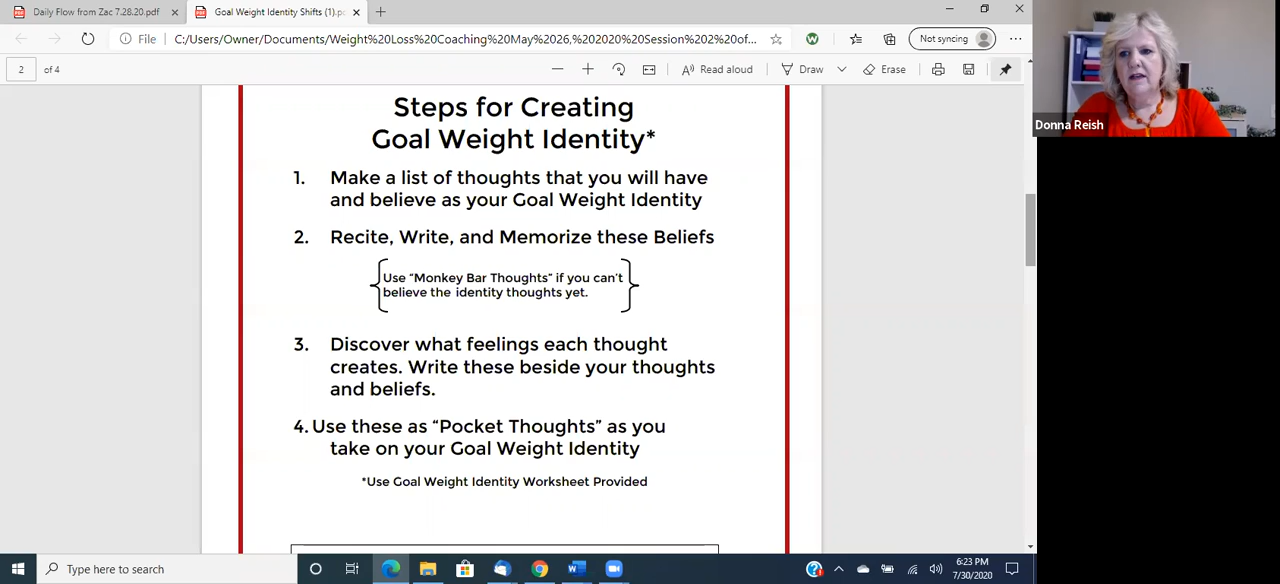 Daily Flow from Zac 7.28.20.pdf
Goal Weight Identity Shifts (1).p
File
C:/Users/Owner/Documents/Weight%20Loss%20Coaching%20May%2026,%202020%20Session%202%20of...
Not syncing
2 of 4
Read aloud
Draw
Erase
Donna Reish
Steps for Creating
Goal Weight Identity*
1. Make a list of thoughts that you will have
and believe as your Goal Weight Identity
2. Recite, Write, and Memorize these Beliefs
Use “Monkey Bar Thoughts” if you can’t
believe the identity thoughts yet.
3. Discover what feelings each thought
creates. Write these beside your thoughts
and beliefs.
4. Use these as “Pocket Thoughts” as you
take on your Goal Weight Identity
*Use Goal Weight Identity Worksheet Provided
Type here to search
6:23 PM
7/30/2020